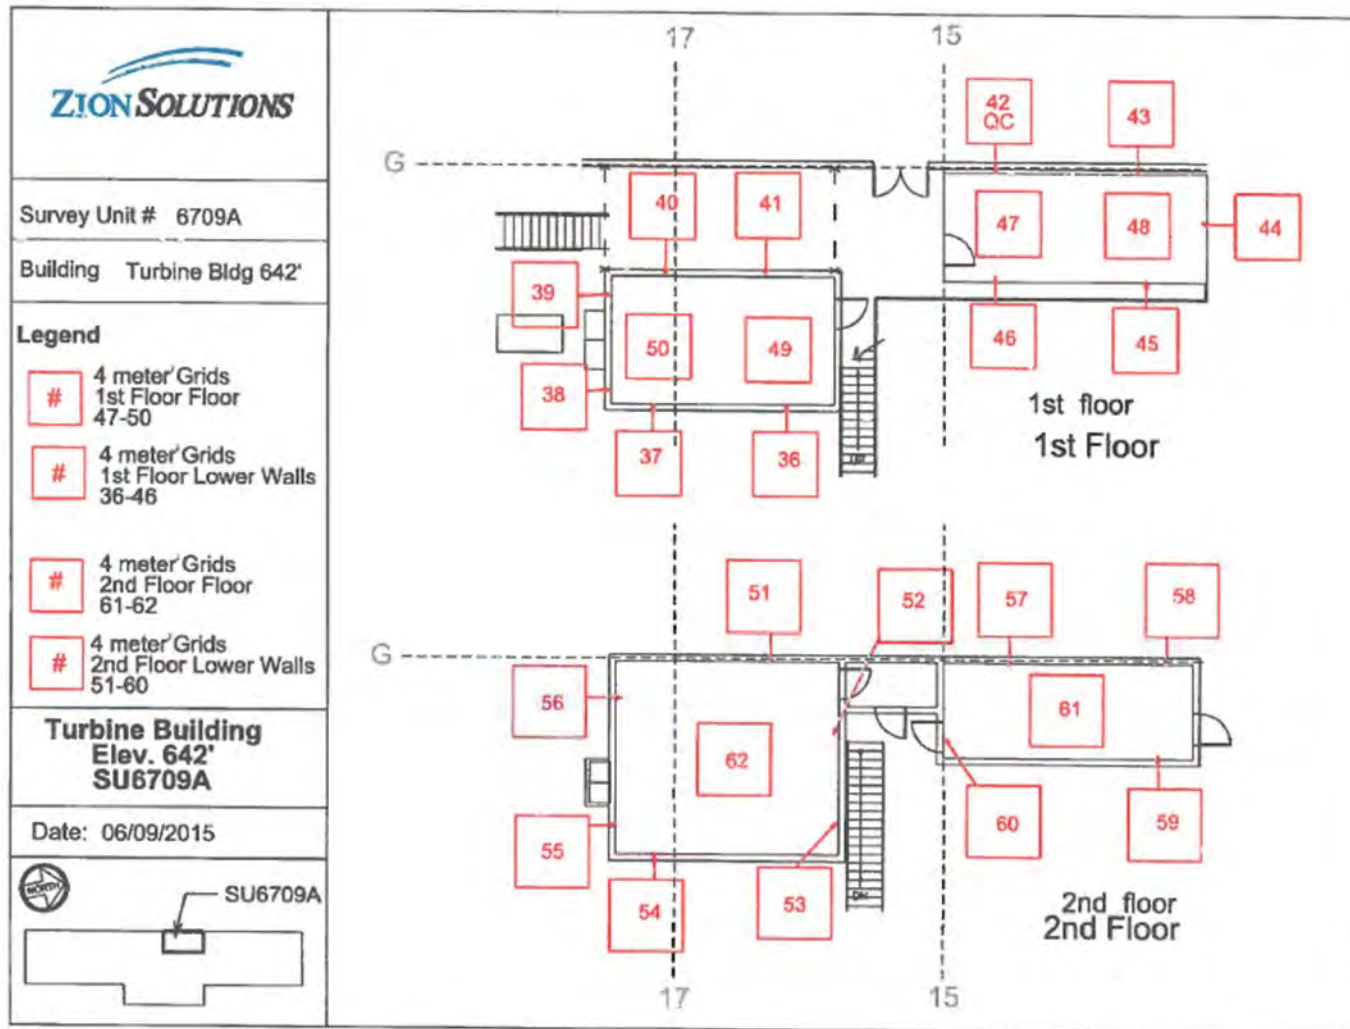 ZION SOLUTIONS
Survey Unit # 6709A
Building Turbine Bldg 642'
Legend
# 4 meter' Grids
1st Floor Floor
47-50
# 4 meter' Grids
1st Floor Lower Walls
36-46
# 4 meter' Grids
2nd Floor Floor
61-62
# 4 meter' Grids
2nd Floor Lower Walls
51-60
Turbine Building
Elev. 642'
SU6709A
Date: 06/09/2015
NORTH
SU6709A
17 15
42
QC
43
G
40 41 47 48 44
39
50 49 46 45
38
1st floor
1st Floor
37 36
UP
51 52 57 58
G
56 61
62
55 60 59
54 53
DN
2nd floor
2nd Floor
17 15